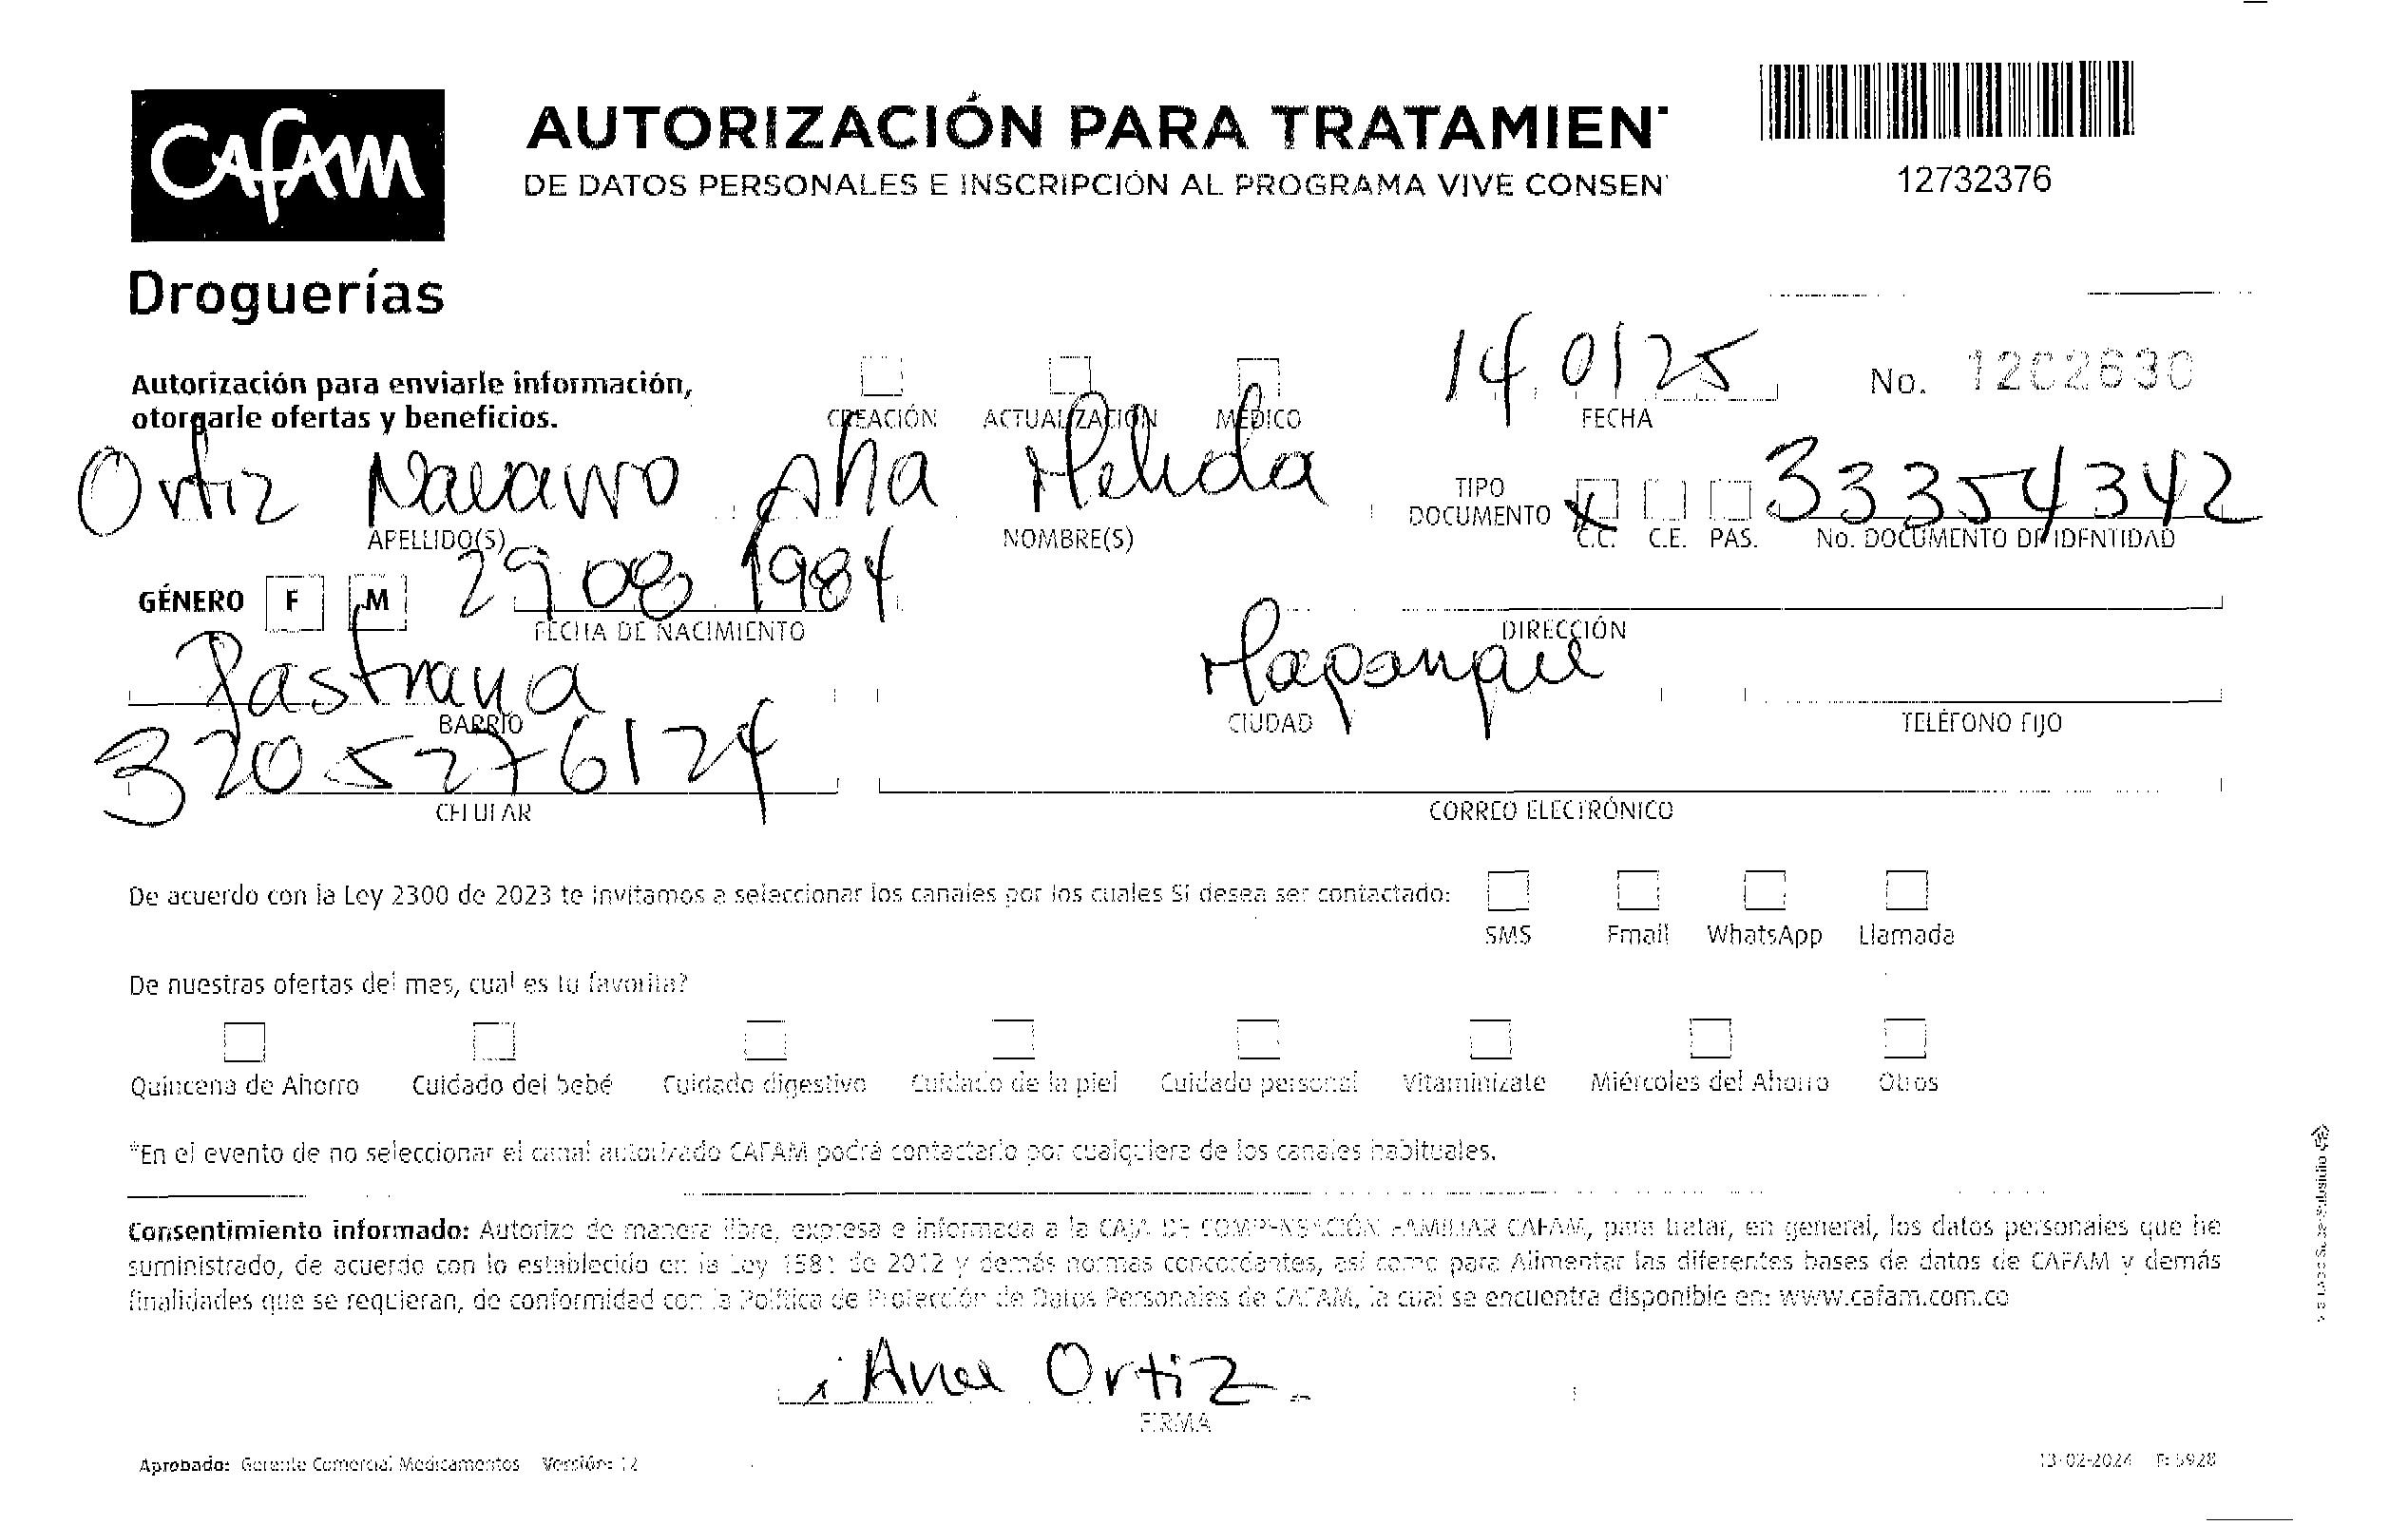 CAFAM
Droguerías
AUTORIZACIÓN PARA TRATAMIEN
DE DATOS PERSONALES E INSCRIPCIÓN AL PROGRAMA VIVE CONSEN
12732376
Autorización para enviarle información,
otorgarle ofertas y beneficios.
CREACIÓN ACTUALIZACIÓN MÉDICO
14 01 25
FECHA
No. 1202630
Ortiz Navarro Ana Melida
APELLIDO(S) NOMBRE(S)
TIPO
DOCUMENTO
X
C.C. C.E. PAS.
33354342
No. DOCUMENTO DE IDENTIDAD
GÉNERO F M
29 08 1984
FECHA DE NACIMIENTO
DIRECCIÓN
Pastrana
BARRIO
CIUDAD
TELÉFONO FIJO
320 5276124
CELULAR
CORREO ELECTRÓNICO
De acuerdo con la Ley 2300 de 2023 te invitamos a seleccionar los canales por los cuales SI desea ser contactado:
SMS Email WhatsApp Llamada
De nuestras ofertas del mes, cual es tu favorita?
Quincena de Ahorro Cuidado del bebé Cuidado digestivo Cuidado de la piel Cuidado personal Vitaminízate Miércoles del Ahorro Otros
*En el evento de no seleccionar el canal autorizado CAFAM podrá contactarlo por cualquiera de los canales habituales.
Consentimiento informado: Autorizo de manera libre, expresa e informada a la CAJA DE COMPENSACIÓN FAMILIAR CAFAM, para tratar, en general, los datos personales que he
suministrado, de acuerdo con lo establecido en la Ley 1581 de 2012 y demás normas concordantes, así como para Alimentar las diferentes bases de datos de CAFAM y demás
finalidades que se requieran, de conformidad con la Política de Protección de Datos Personales de CAFAM, la cual se encuentra disponible en: www.cafam.com.co
Ana Ortiz
FIRMA
Aprobado: Gerente Comercial Medicamentos Versión: 12
13-02-2024 F: 5928